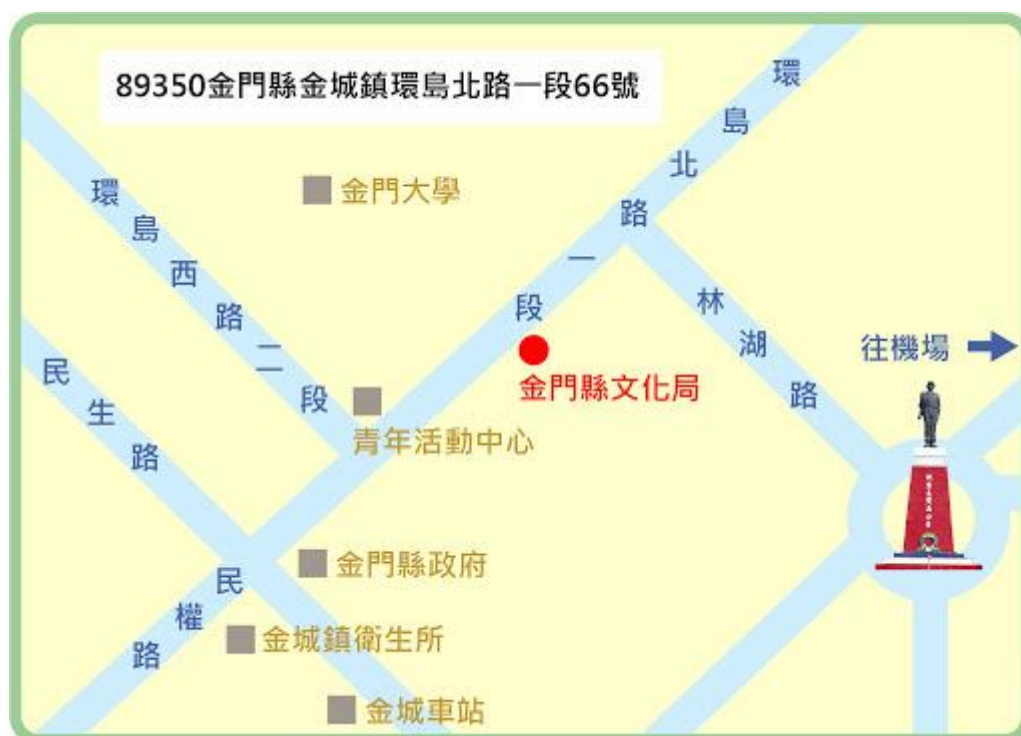 89350金門縣金城鎮環島北路一段66號
環島北路一段
金門大學
環島西路二段
林湖路
往機場
金門縣文化局
民生路
青年活動中心
金門縣政府
民權路
金城鎮衛生所
金城車站